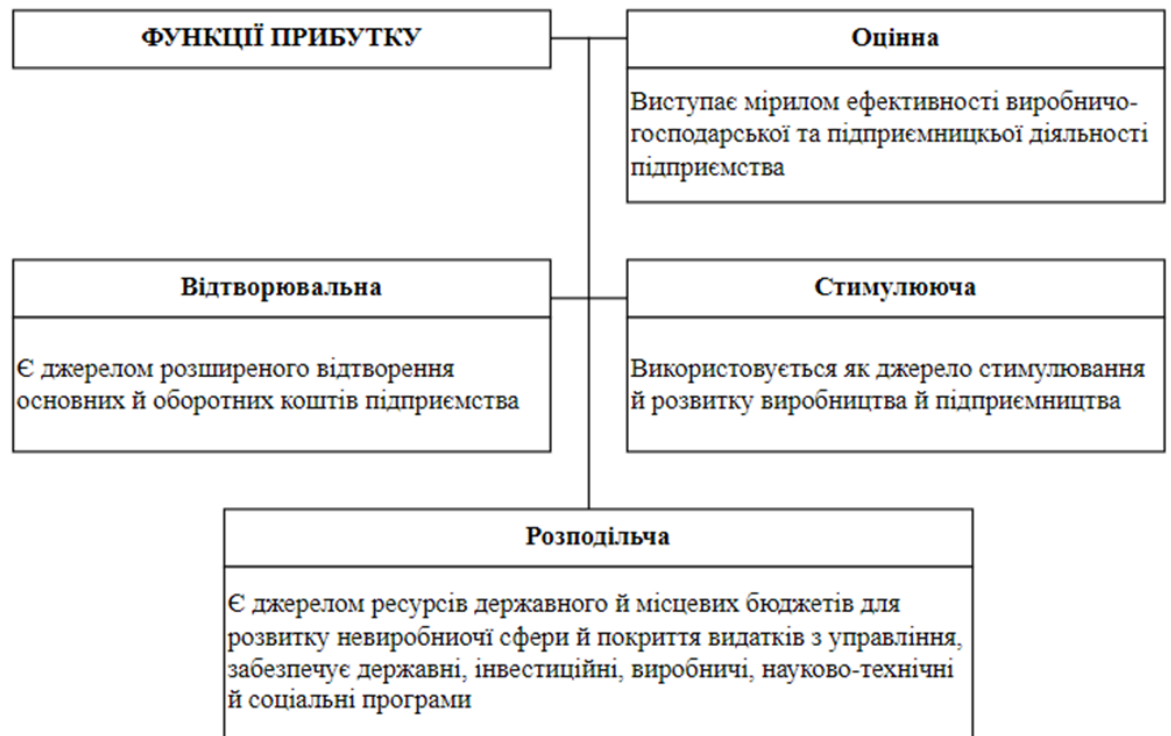 ФУНКЦІЇ ПРИБУТКУ
Оцінна
Виступає мірилом ефективності виробничо-
господарської та підприємницкьої діяльності
підприємства
Відтворювальна
Є джерелом розширеного відтворення
основних й оборотних коштів підприємства
Стимулююча
Використовується як джерело стимулювання
й розвитку виробництва й підприємництва
Розподільча
Є джерелом ресурсів державного й місцевих бюджетів для
розвитку невиробниочї сфери й покриття видатків з управління,
забезпечує державні, інвестиційні, виробничі, науково-технічні
й соціальні програми